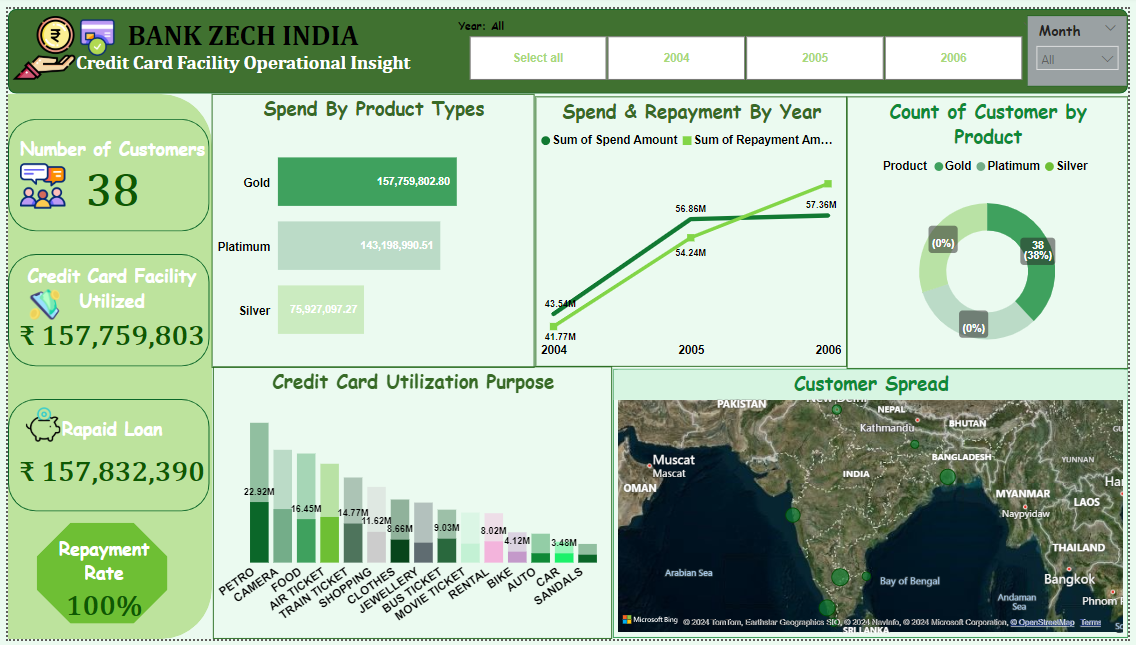 BANK ZECH INDIA
Credit Card Facility Operational Insight
Year: All
Select all
2004
2005
2006
Month
All
Number of Customers
38
Credit Card Facility
Utilized
₹ 157,759,803
Rapaid Loan
₹ 157,832,390
Repayment
Rate
100%
Spend By Product Types
Gold
157,759,802.80
Platinum
143,198,990.51
Silver
75,927,097.27
Spend & Repayment By Year
Sum of Spend Amount
Sum of Repayment Am...
56.86M
57.36M
54.24M
43.54M
41.77M
2004
2005
2006
Count of Customer by
Product
Product
Gold
Platinum
Silver
(0%)
38
(38%)
(0%)
Credit Card Utilization Purpose
22.92M
16.45M
14.77M
11.62M
8.66M
9.03M
8.02M
4.12M
3.48M
PETRO
CAMERA
FOOD
AIR TICKET
TRAIN TICKET
SHOPPING
CLOTHES
JEWELLERY
BUS TICKET
MOVIE TICKET
RENTAL
BIKE
AUTO
CAR
SANDALS
Customer Spread
PAKISTAN
New Delhi
NEPAL
Kathmandu
BHUTAN
Muscat
Mascat
OMAN
INDIA
BANGLADESH
YUNNAN
MYANMAR
Naypyidaw
LAOS
THAILAND
Bangkok
Arabian Sea
Bay of Bengal
Andaman
Sea
SRI LANKA
Microsoft Bing
© 2024 TomTom, Earthstar Geographics SIO, © 2024 NavInfo, © 2024 Microsoft Corporation, © OpenStreetMap
Terms